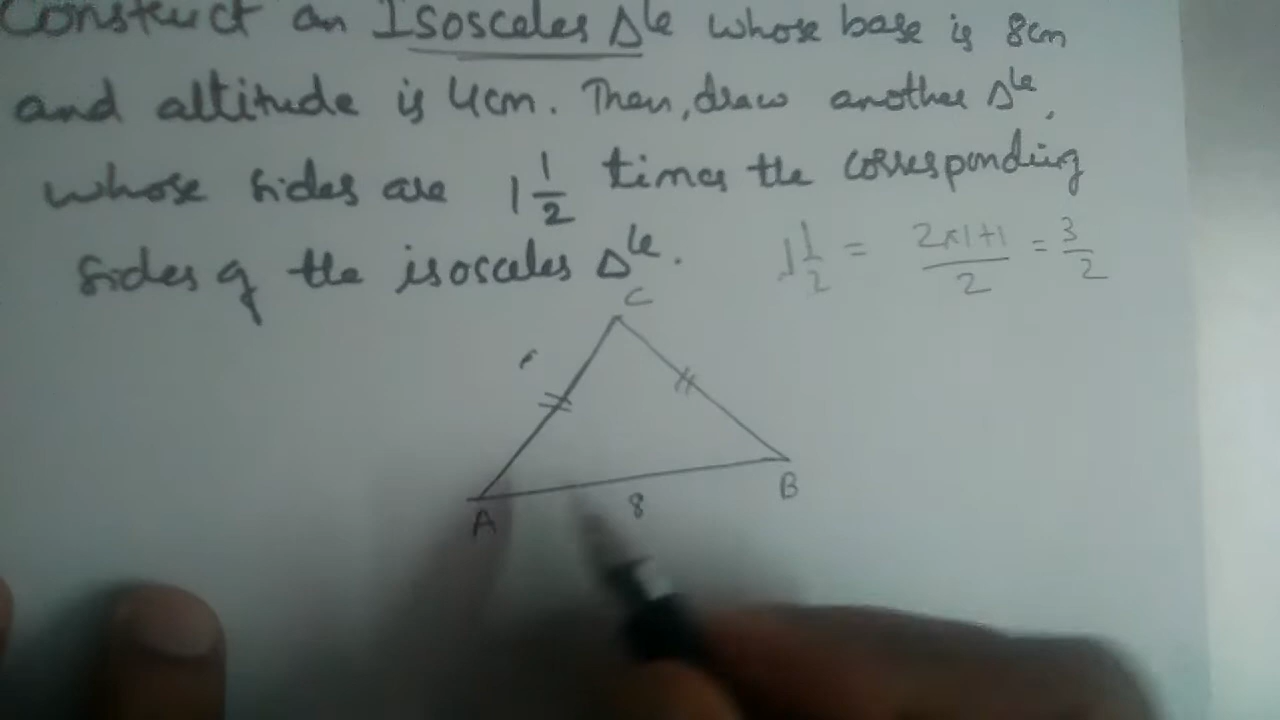 Construct an Isosceles Δle whose base is 8cm
and altitude is 4cm. Then, draw another Δle.
whose sides are 1 1/2 times the corresponding
sides of the isosceles Δle.
1 1/2 = 2x1+1/2 = 3/2
C
A
B
8